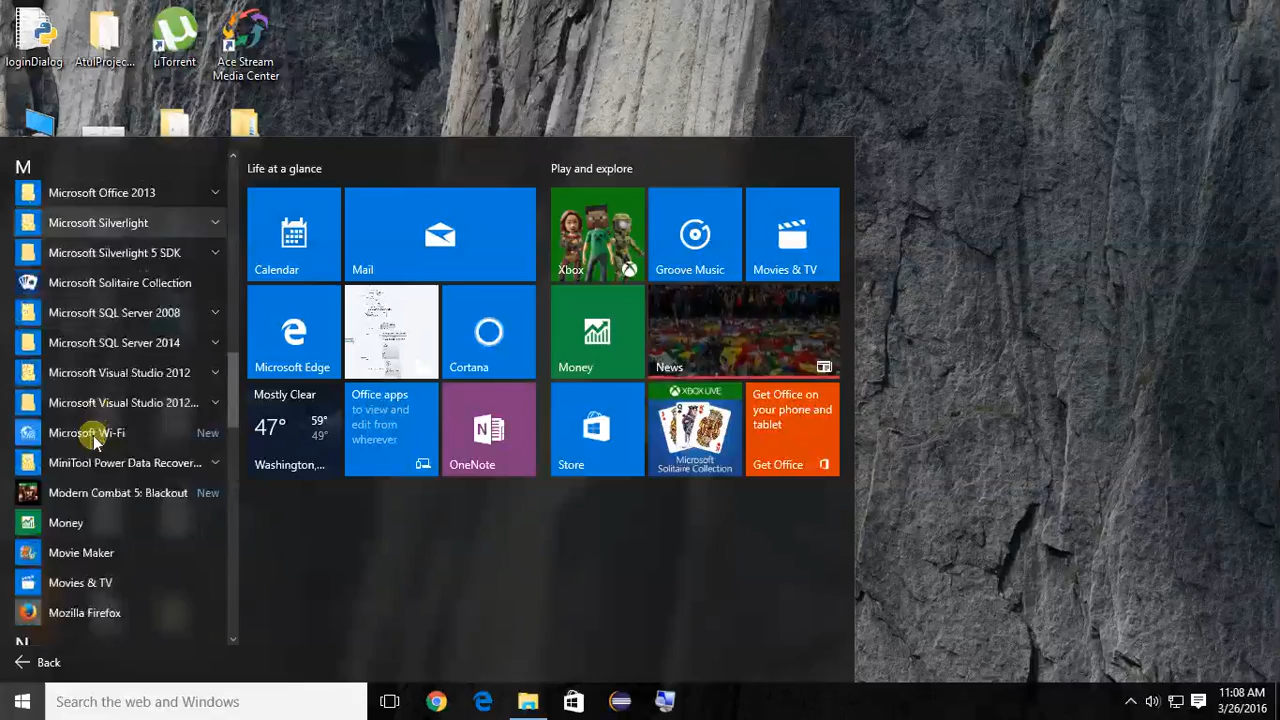 loginDialog
AtulProjec...
µTorrent
Ace Stream
Media Center
M
Microsoft Office 2013
Microsoft Silverlight
Microsoft Silverlight 5 SDK
Microsoft Solitaire Collection
Microsoft SQL Server 2008
Microsoft SQL Server 2014
Microsoft Visual Studio 2012
Microsoft Visual Studio 2012...
Microsoft Wi-Fi New
MiniTool Power Data Recover...
Modern Combat 5: Blackout New
Money
Movie Maker
Movies & TV
Mozilla Firefox
N
Back
Life at a glance
Calendar
Mail
Microsoft Edge
Cortana
Mostly Clear
47° 59°
49°
Washington,...
Office apps
to view and
edit from
wherever
OneNote
Play and explore
Xbox
Groove Music
Movies & TV
Money
News
Store
XBOX LIVE
Microsoft
Solitaire Collection
Get Office on
your phone and
tablet
Get Office
Search the web and Windows
11:08 AM
3/26/2016